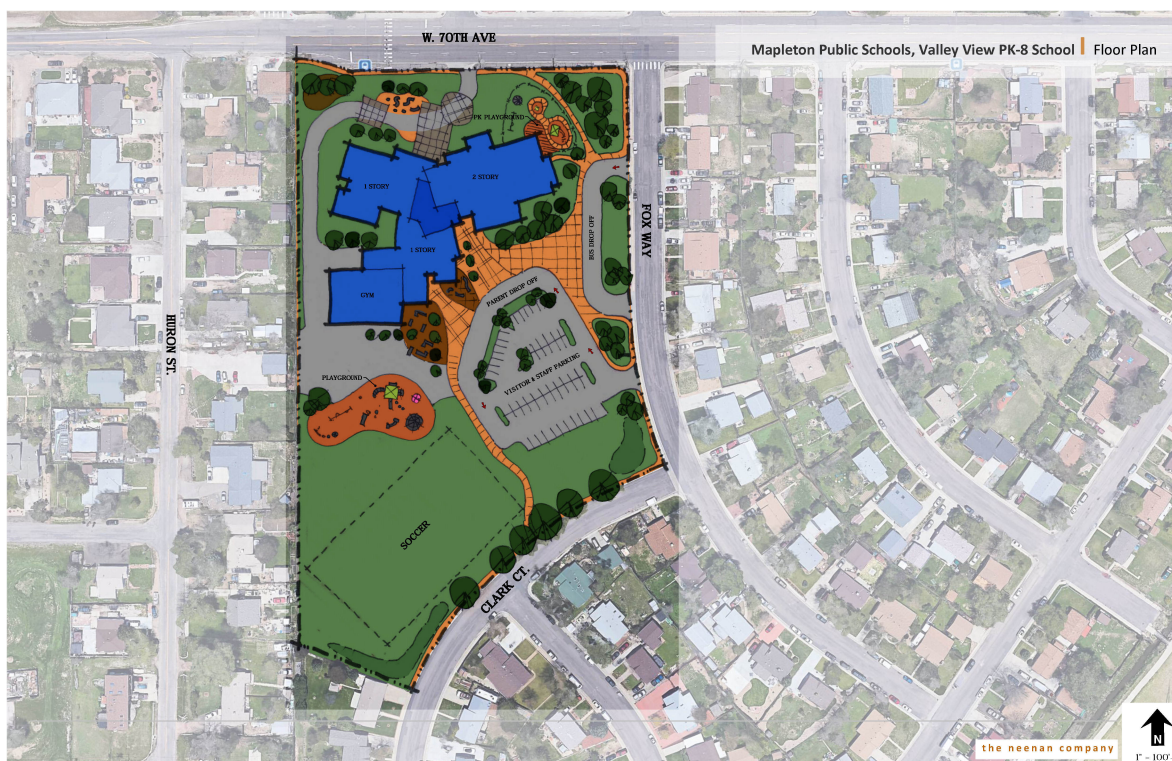 W. 70TH AVE
Mapleton Public Schools, Valley View PK-8 School | Floor Plan
PK PLAYGROUND
1 STORY
2 STORY
FOX WAY
BUS DROP OFF
1 STORY
PARENT DROP OFF
GYM
HURON ST.
VISITOR & STAFF PARKING
PLAYGROUND
SOCCER
CLARK CT.
the neenan company
N
1" - 100'